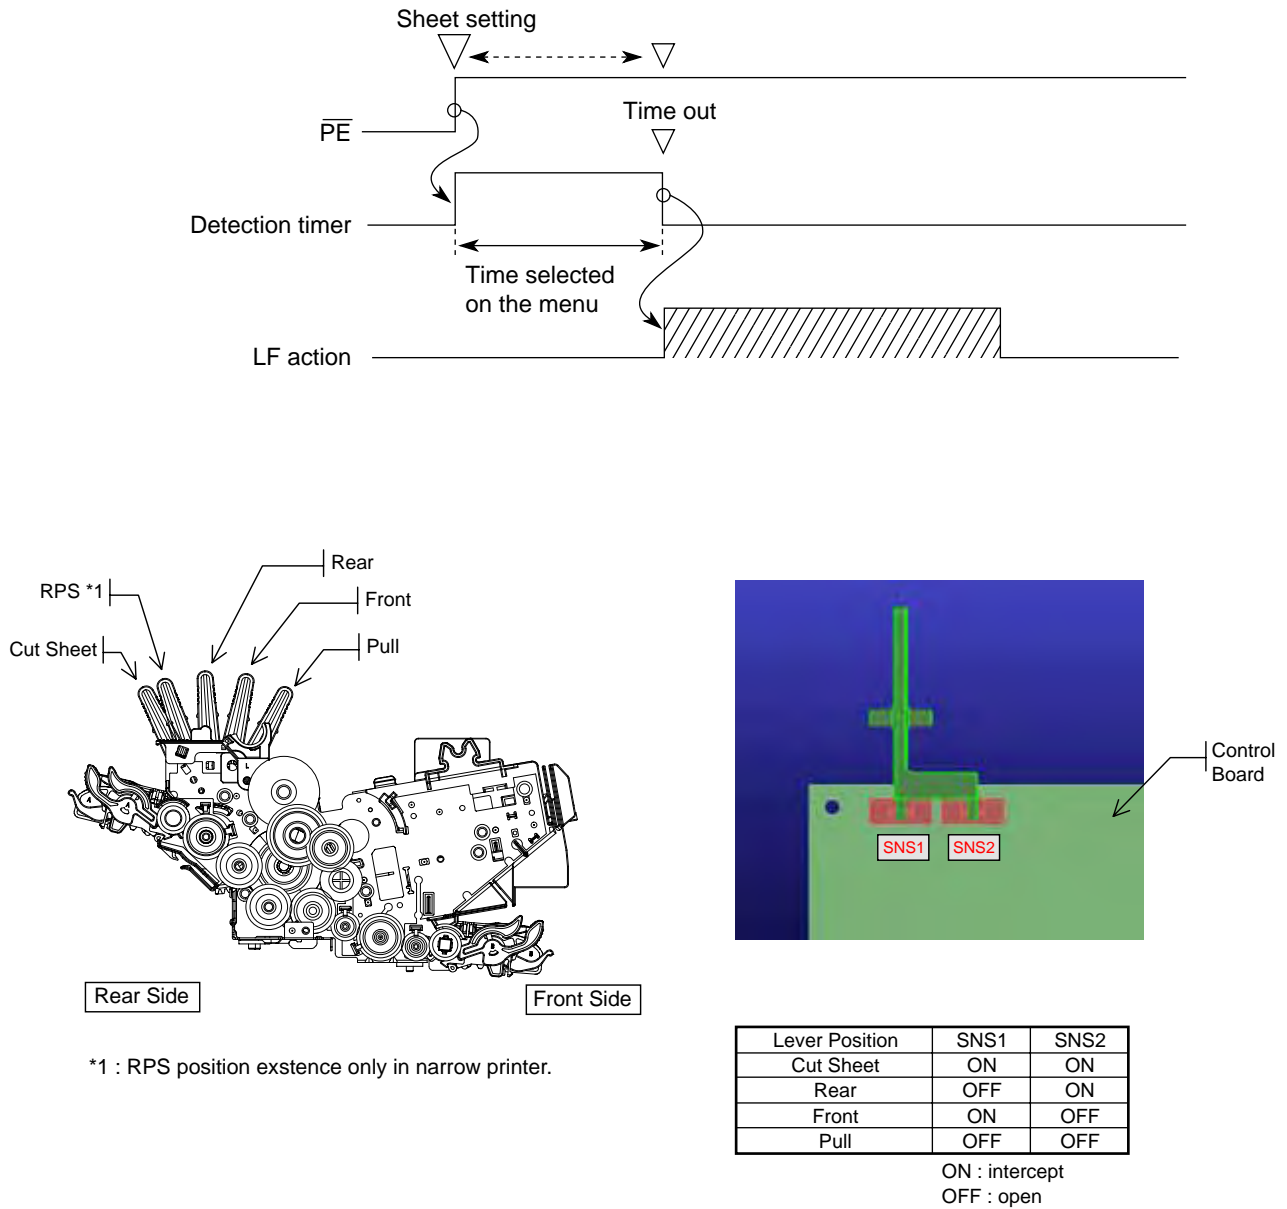 Sheet setting
PE
Time out
Detection timer
Time selected
on the menu
LF action
Rear
RPS *1
Front
Cut Sheet
Pull
Control
Board
SNS1 SNS2
L
A A
B B
Rear Side
Front Side
*1 : RPS position exstence only in narrow printer.
Lever Position SNS1 SNS2
Cut Sheet ON ON
Rear OFF ON
Front ON OFF
Pull OFF OFF
ON : intercept
OFF : open